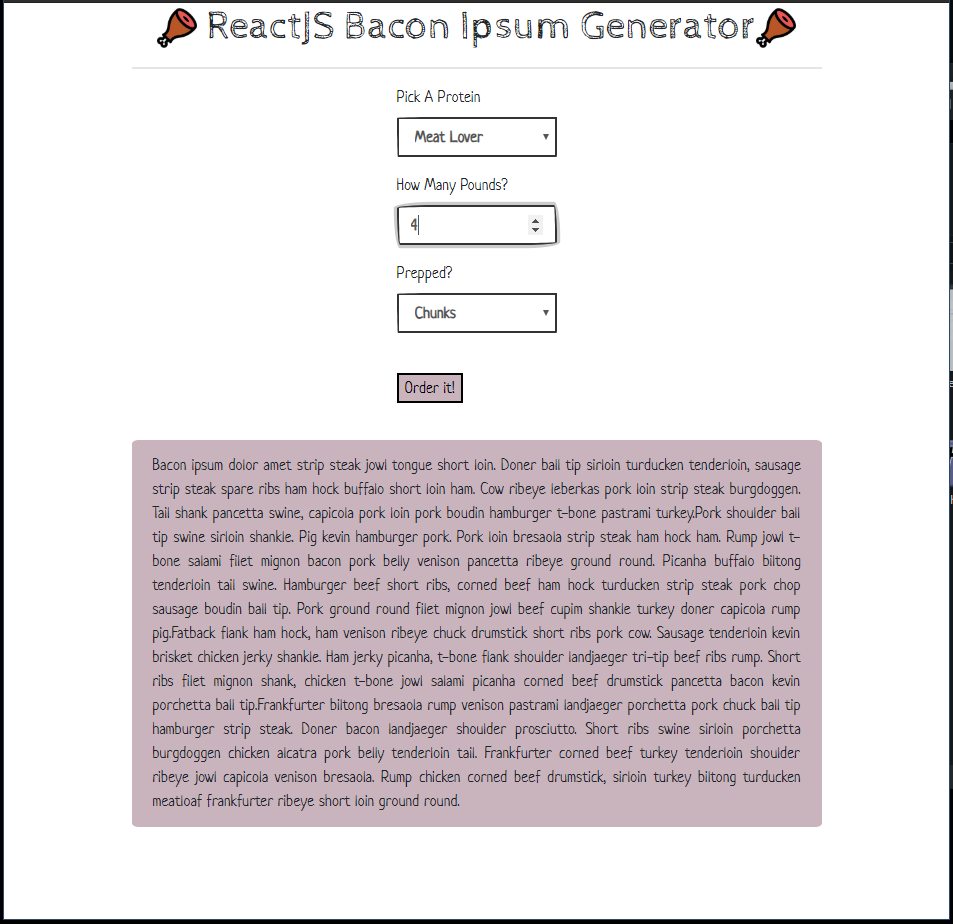 ReactJS Bacon Ipsum Generator
Pick A Protein
Meat Lover
How Many Pounds?
4
Prepped?
Chunks
Order it!
Bacon ipsum dolor amet strip steak jowl tongue short loin. Doner ball tip sirloin turducken tenderloin, sausage
strip steak spare ribs ham hock buffalo short loin ham. Cow ribeye leberkas pork loin strip steak burgdoggen.
Tail shank pancetta swine, capicola pork loin pork boudin hamburger t-bone pastrami turkey.Pork shoulder ball
tip swine sirloin shankle. Pig kevin hamburger pork. Pork loin bresaola strip steak ham hock ham. Rump jowl t-
bone salami filet mignon bacon pork belly venison pancetta ribeye ground round. Picanha buffalo biltong
tenderloin tail swine. Hamburger beef short ribs, corned beef ham hock turducken strip steak pork chop
sausage boudin ball tip. Pork ground round filet mignon jowl beef cupim shankle turkey doner capicola rump
pig.Fatback flank ham hock, ham venison ribeye chuck drumstick short ribs pork cow. Sausage tenderloin kevin
brisket chicken jerky shankle. Ham jerky picanha, t-bone flank shoulder landjaeger tri-tip beef ribs rump. Short
ribs filet mignon shank, chicken t-bone jowl salami picanha corned beef drumstick pancetta bacon kevin
porchetta ball tip.Frankfurter biltong bresaola rump venison pastrami landjaeger porchetta pork chuck ball tip
hamburger strip steak. Doner bacon landjaeger shoulder prosciutto. Short ribs swine sirloin porchetta
burgdoggen chicken alcatra pork belly tenderloin tail. Frankfurter corned beef turkey tenderloin shoulder
ribeye jowl capicola venison bresaola. Rump chicken corned beef drumstick, sirloin turkey biltong turducken
meatloaf frankfurter ribeye short loin ground round.